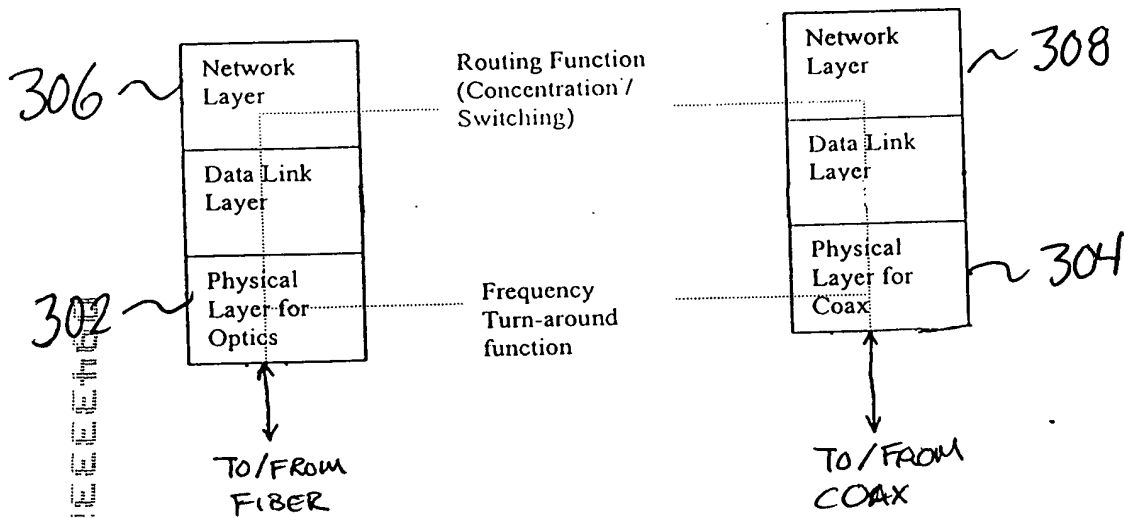 306
Network
Layer
Routing Function
(Concentration /
Switching)
Network
Layer
308
Data Link
Layer
Data Link
Layer
302
Physical
Layer for
Optics
Frequency
Turn-around
function
Physical
Layer for
Coax
304
TO/FROM
FIBER
TO/FROM
COAX